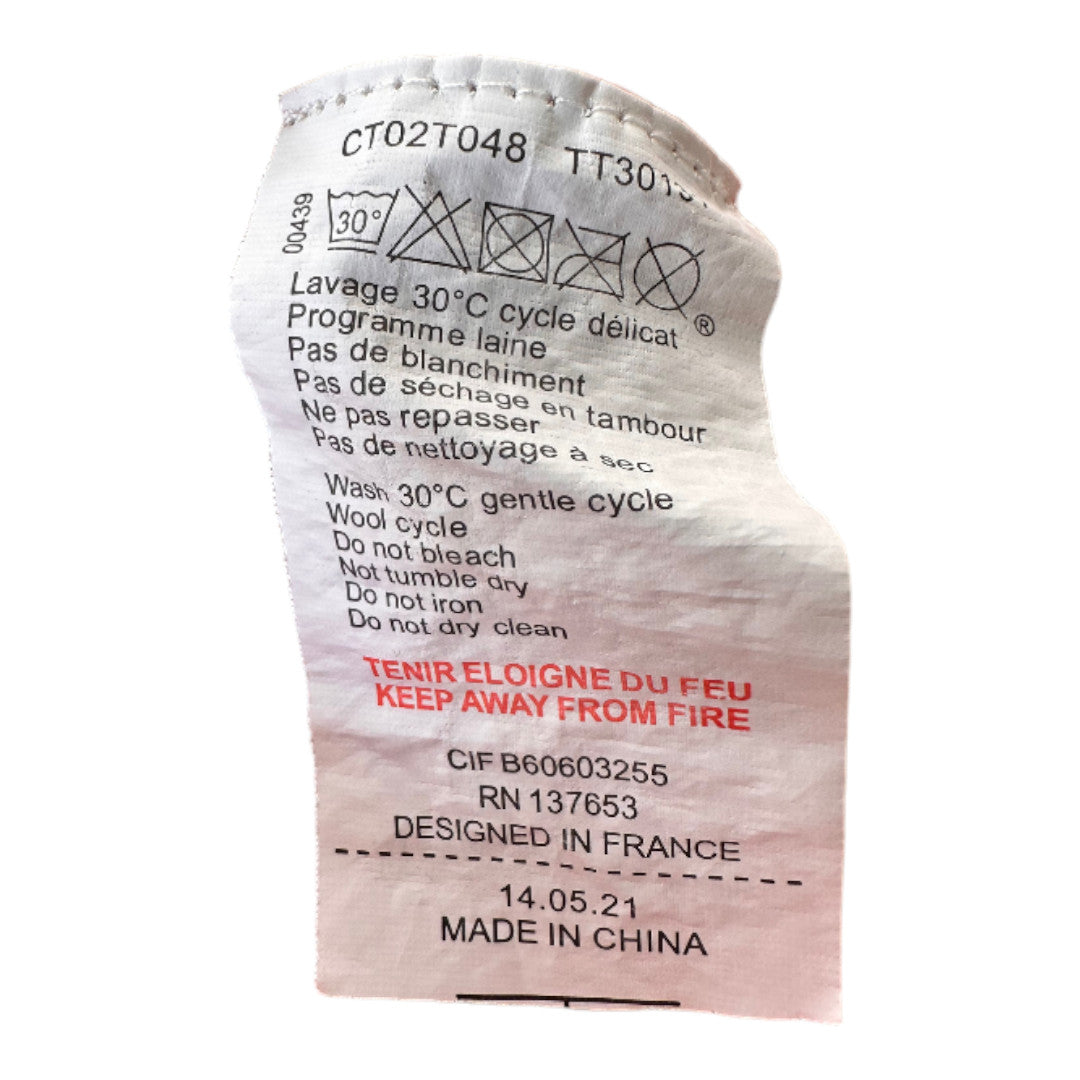 CT02T048 TT301
00439
30°
®
Lavage 30°C cycle délicat
Programme laine
Pas de blanchiment
Pas de séchage en tambour
Ne pas repasser
Pas de nettoyage à sec
Wash 30°C gentle cycle
Wool cycle
Do not bleach
Not tumble dry
Do not iron
Do not dry clean
TENIR ELOIGNE DU FEU
KEEP AWAY FROM FIRE
CIF B60603255
RN 137653
DESIGNED IN FRANCE
14.05.21
MADE IN CHINA